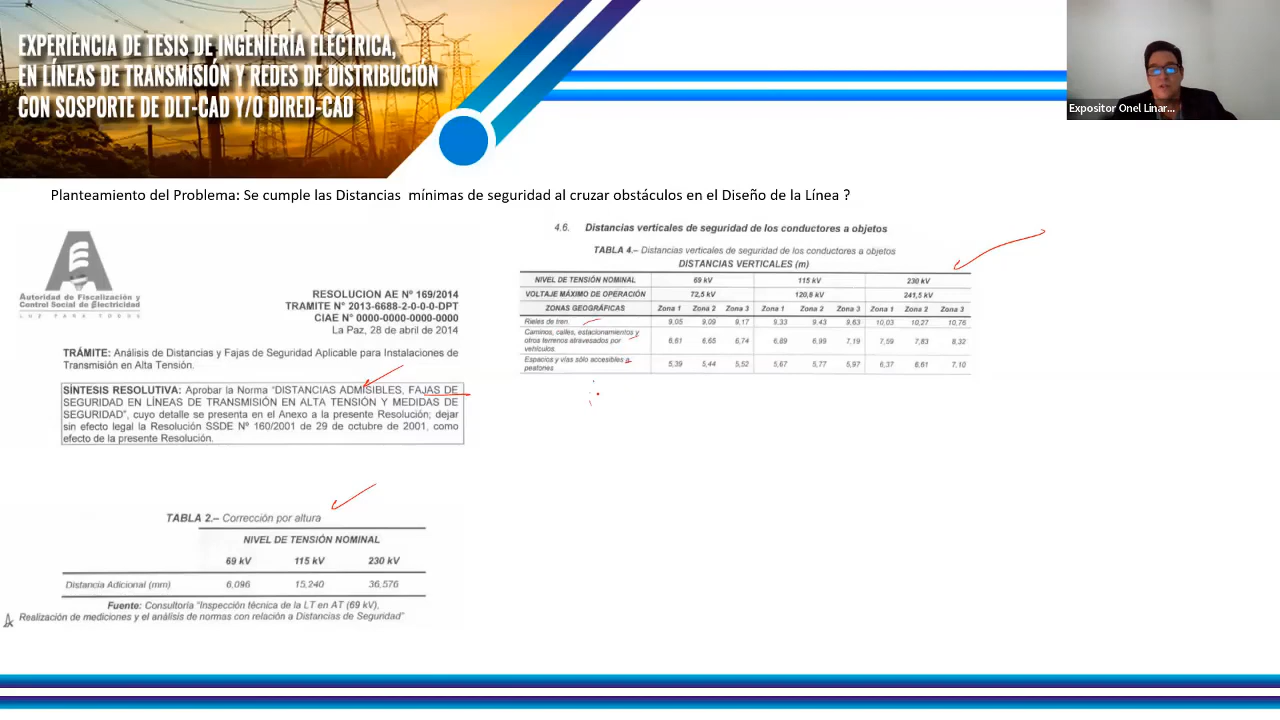 EXPERIENCIA DE TESIS DE INGENIERÍA ELÉCTRICA,
EN LÍNEAS DE TRANSMISIÓN Y REDES DE DISTRIBUCIÓN
CON SOSPORTE DE DLT-CAD Y/O DIRED-CAD
Expositor Onel Linar...
Planteamiento del Problema: Se cumple las Distancias mínimas de seguridad al cruzar obstáculos en el Diseño de la Línea ?
Autoridad de Fiscalización y
Control Social de Electricidad
LUZ PARA TODOS
RESOLUCION AE Nº 169/2014
TRAMITE Nº 2013-6688-2-0-0-0-DPT
CIAE Nº 0000-0000-0000-0000
La Paz, 28 de abril de 2014
TRÁMITE: Análisis de Distancias y Fajas de Seguridad Aplicable para Instalaciones de
Transmisión en Alta Tensión.
SÍNTESIS RESOLUTIVA: Aprobar la Norma "DISTANCIAS ADMISIBLES, FAJAS DE
SEGURIDAD EN LÍNEAS DE TRANSMISIÓN EN ALTA TENSIÓN Y MEDIDAS DE
SEGURIDAD", cuyo detalle se presenta en el Anexo a la presente Resolución; dejar
sin efecto legal la Resolución SSDE Nº 160/2001 de 29 de octubre de 2001, como
efecto de la presente Resolución.
TABLA 2.– Corrección por altura
NIVEL DE TENSIÓN NOMINAL
69 kV 115 kV 230 kV
Distancia Adicional (mm) 6,096 15,240 36,576
Fuente: Consultoría "Inspección técnica de la LT en AT (69 kV),
Realización de mediciones y el análisis de normas con relación a Distancias de Seguridad"
4.6. Distancias verticales de seguridad de los conductores a objetos
TABLA 4.– Distancias verticales de seguridad de los conductores a objetos
DISTANCIAS VERTICALES (m)
NIVEL DE TENSIÓN NOMINAL 69 kV 115 kV 230 kV
VOLTAJE MÁXIMO DE OPERACIÓN 72,5 kV 120,8 kV 241,5 kV
ZONAS GEOGRÁFICAS Zona 1 Zona 2 Zona 3 Zona 1 Zona 2 Zona 3 Zona 1 Zona 2 Zona 3
Rieles de tren. 9,05 9,09 9,17 9,33 9,43 9,63 10,03 10,27 10,76
Caminos, calles, estacionamientos y
otros terrenos atravesados por
vehículos. 6,61 6,65 6,74 6,89 6,99 7,19 7,59 7,83 8,32
Espacios y vías sólo accesibles a
peatones 5,39 5,44 5,52 5,67 5,77 5,97 6,37 6,61 7,10